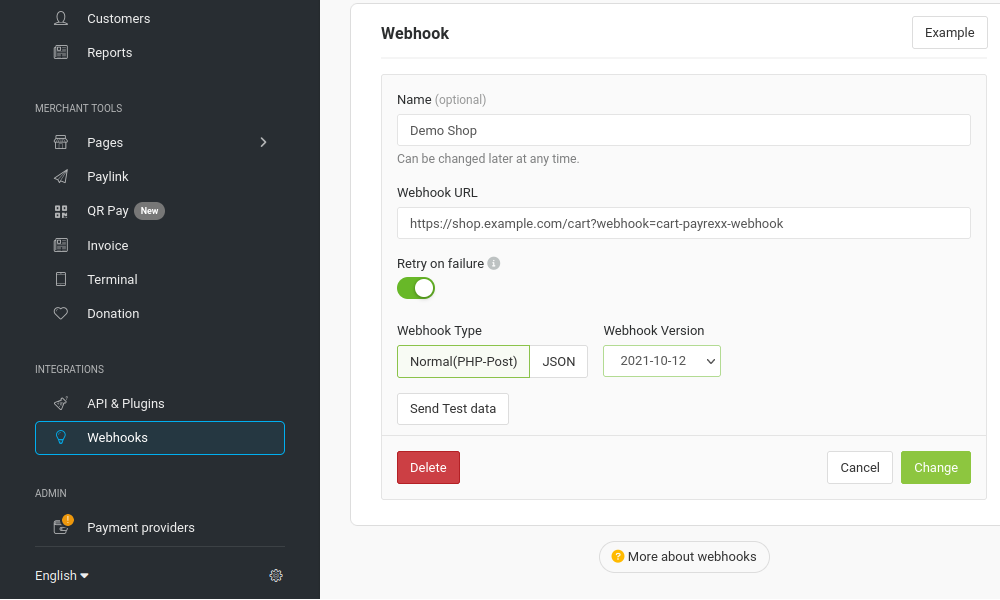 Customers
Reports
MERCHANT TOOLS
Pages
Paylink
QR Pay New
Invoice
Terminal
Donation
INTEGRATIONS
API & Plugins
Webhooks
ADMIN
Payment providers
English
Webhook
Example
Name (optional)
Demo Shop
Can be changed later at any time.
Webhook URL
https://shop.example.com/cart?webhook=cart-payrexx-webhook
Retry on failure
Webhook Type
Webhook Version
Normal(PHP-Post) JSON
2021-10-12
Send Test data
Delete
Cancel
Change
More about webhooks